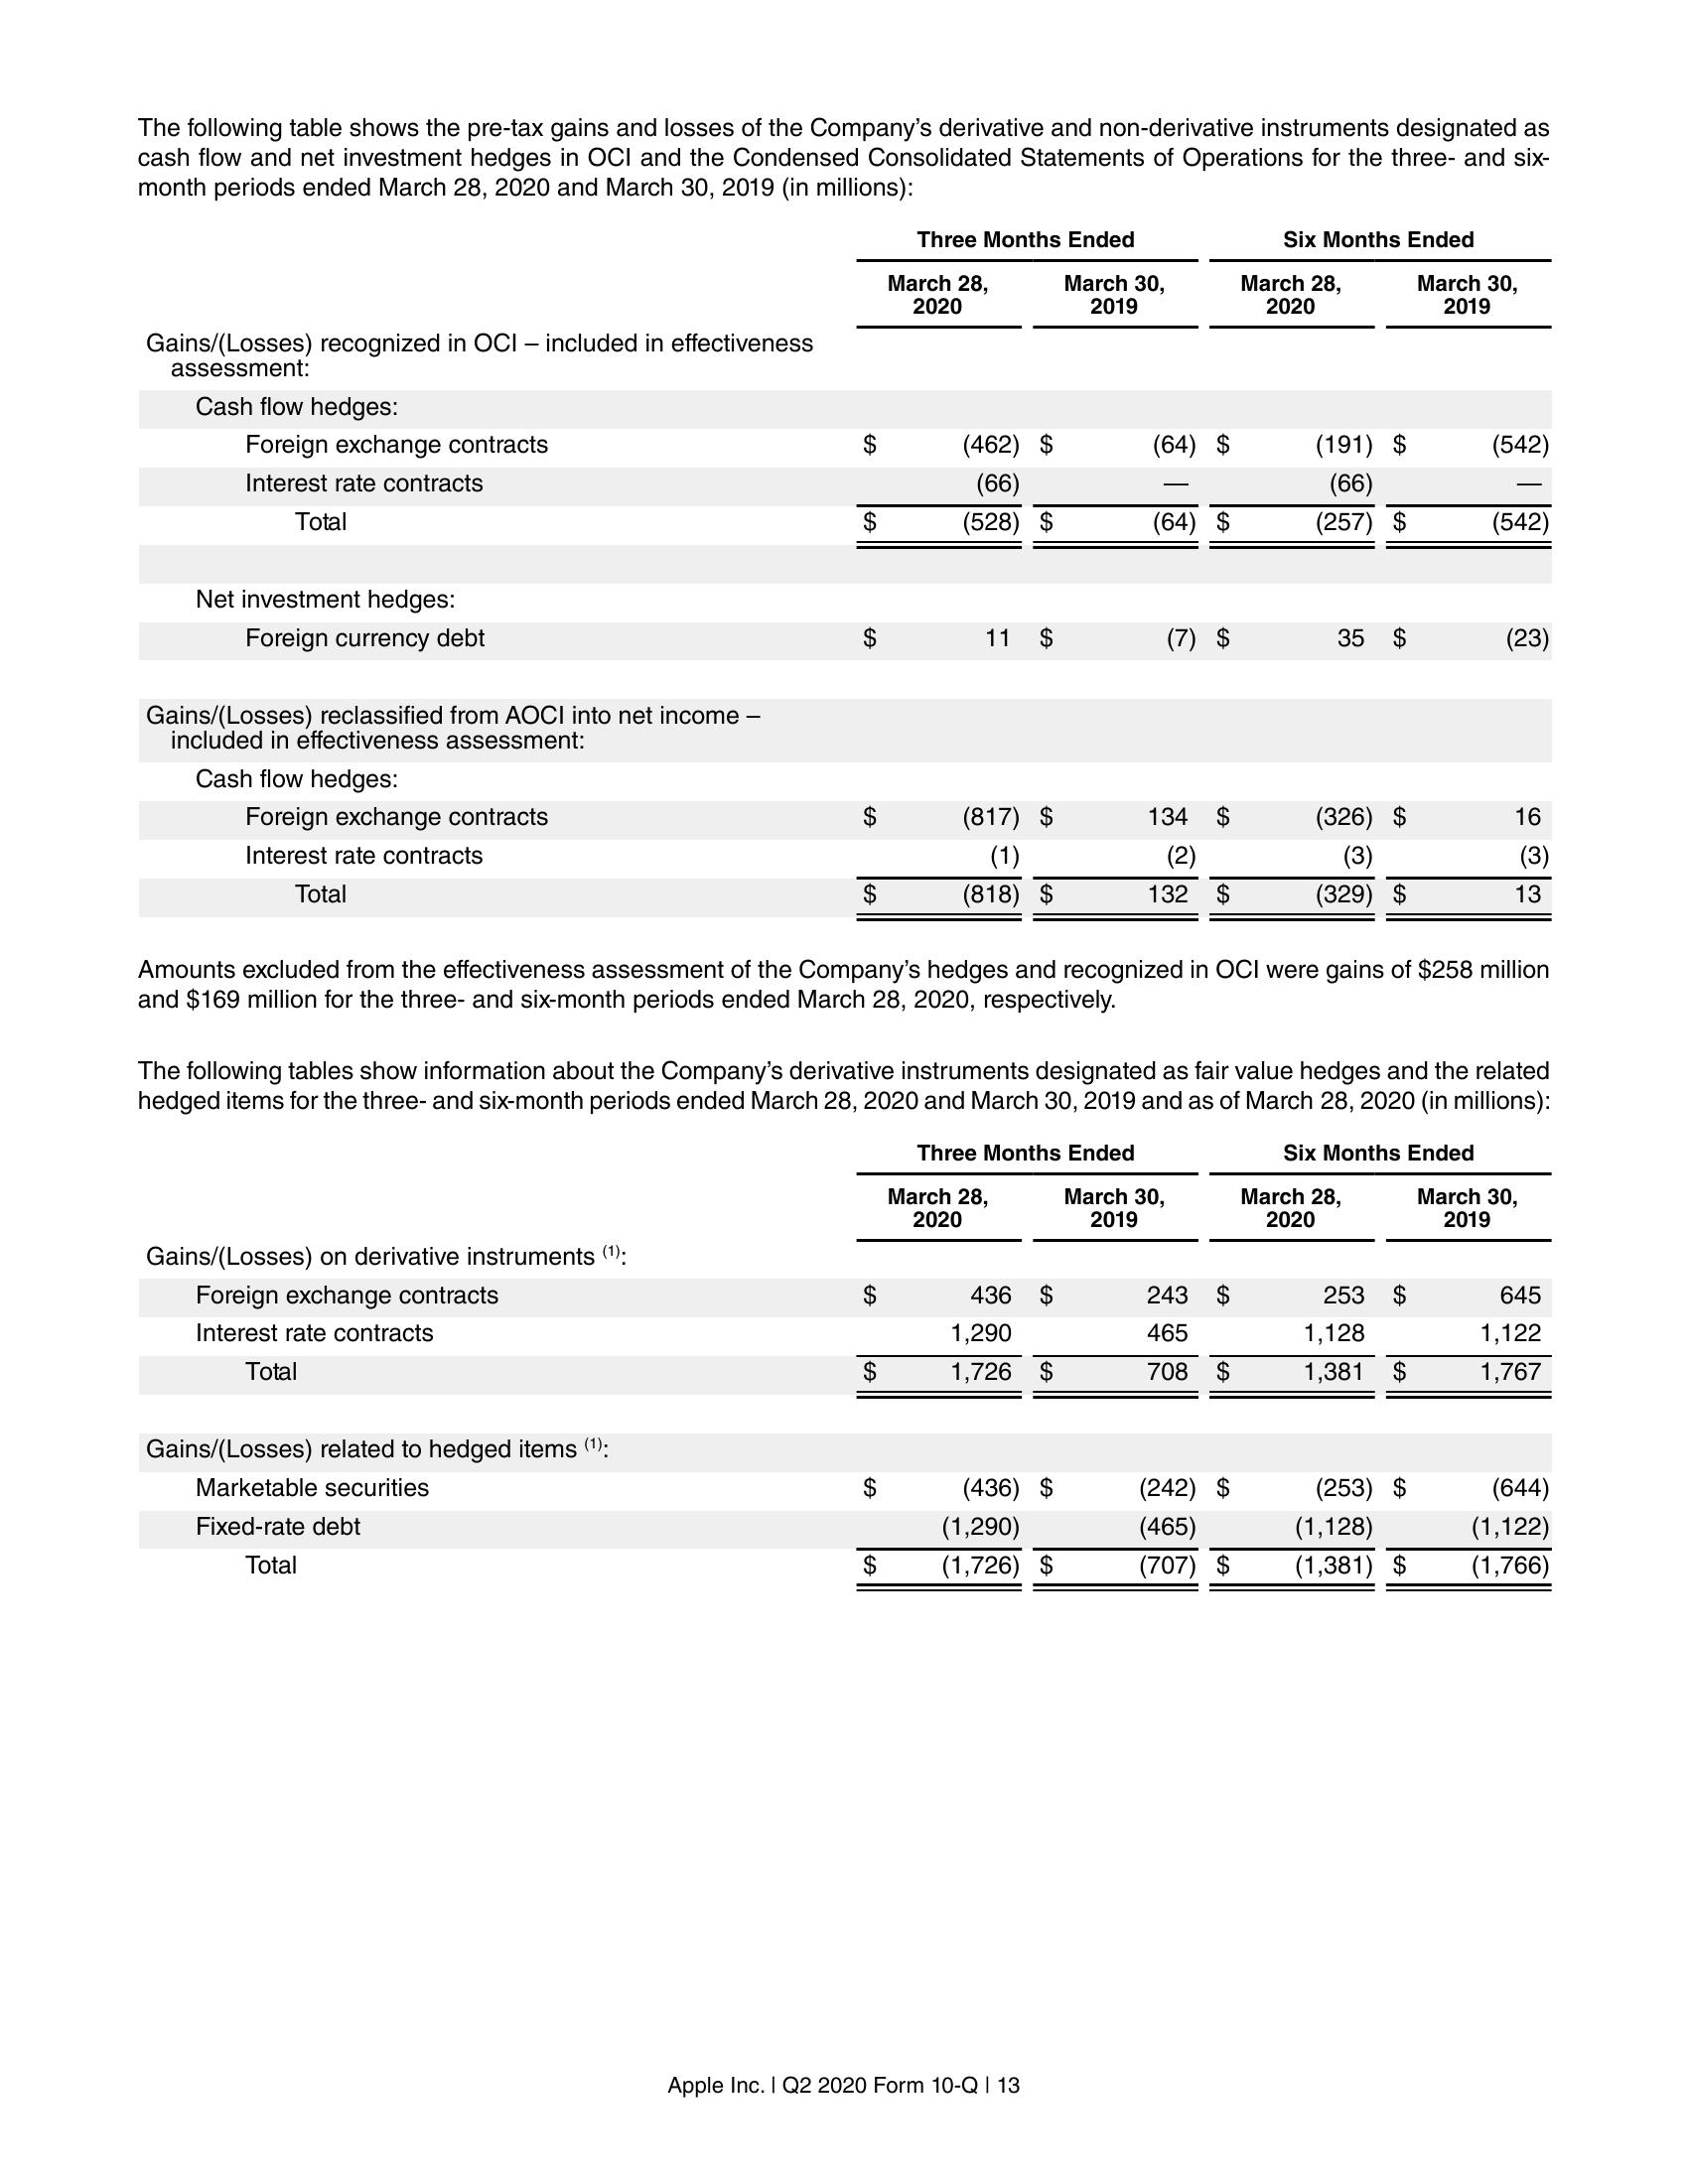 The following table shows the pre-tax gains and losses of the Company’s derivative and non-derivative instruments designated as
cash flow and net investment hedges in OCI and the Condensed Consolidated Statements of Operations for the three- and six-
month periods ended March 28, 2020 and March 30, 2019 (in millions):
Three Months Ended Six Months Ended
March 28, 2020 March 30, 2019 March 28, 2020 March 30, 2019
Gains/(Losses) recognized in OCI – included in effectiveness
assessment:
Cash flow hedges:
Foreign exchange contracts $ (462) $ (64) $ (191) $ (542)
Interest rate contracts (66) — (66) —
Total $ (528) $ (64) $ (257) $ (542)
Net investment hedges:
Foreign currency debt $ 11 $ (7) $ 35 $ (23)
Gains/(Losses) reclassified from AOCI into net income –
included in effectiveness assessment:
Cash flow hedges:
Foreign exchange contracts $ (817) $ 134 $ (326) $ 16
Interest rate contracts (1) (2) (3) (3)
Total $ (818) $ 132 $ (329) $ 13
Amounts excluded from the effectiveness assessment of the Company’s hedges and recognized in OCI were gains of $258 million
and $169 million for the three- and six-month periods ended March 28, 2020, respectively.
The following tables show information about the Company’s derivative instruments designated as fair value hedges and the related
hedged items for the three- and six-month periods ended March 28, 2020 and March 30, 2019 and as of March 28, 2020 (in millions):
Three Months Ended Six Months Ended
March 28, 2020 March 30, 2019 March 28, 2020 March 30, 2019
Gains/(Losses) on derivative instruments (1):
Foreign exchange contracts $ 436 $ 243 $ 253 $ 645
Interest rate contracts 1,290 465 1,128 1,122
Total $ 1,726 $ 708 $ 1,381 $ 1,767
Gains/(Losses) related to hedged items (1):
Marketable securities $ (436) $ (242) $ (253) $ (644)
Fixed-rate debt (1,290) (465) (1,128) (1,122)
Total $ (1,726) $ (707) $ (1,381) $ (1,766)
Apple Inc. | Q2 2020 Form 10-Q | 13